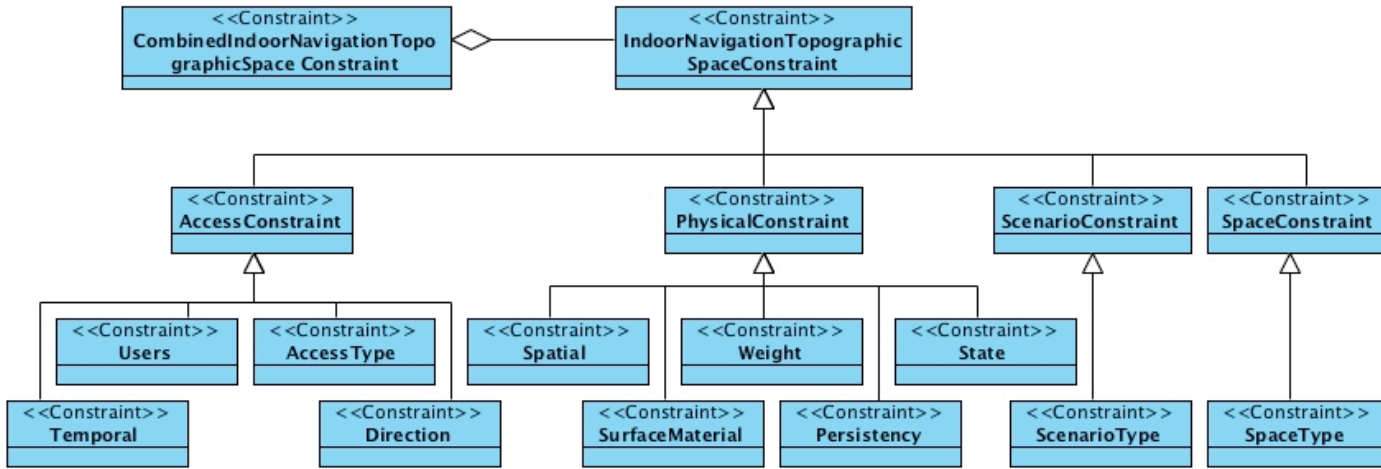 <<Constraint>>
CombinedIndoorNavigationTopo
graphicSpace Constraint
<<Constraint>>
IndoorNavigationTopographic
SpaceConstraint
<<Constraint>>
AccessConstraint
<<Constraint>>
PhysicalConstraint
<<Constraint>>
ScenarioConstraint
<<Constraint>>
SpaceConstraint
<<Constraint>>
Users
<<Constraint>>
AccessType
<<Constraint>>
Spatial
<<Constraint>>
Weight
<<Constraint>>
State
<<Constraint>>
Temporal
<<Constraint>>
Direction
<<Constraint>>
SurfaceMaterial
<<Constraint>>
Persistency
<<Constraint>>
ScenarioType
<<Constraint>>
SpaceType